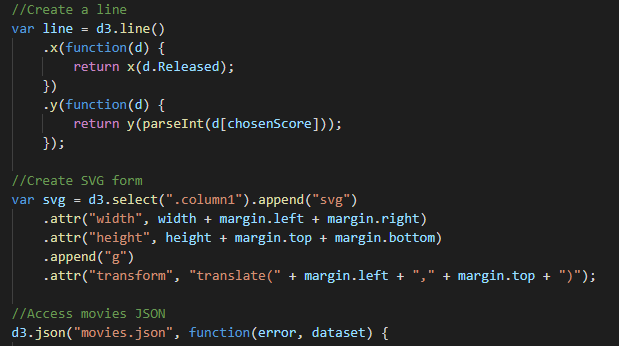 //Create a line
var line = d3.line()
.x(function(d) {
return x(d.Released);
})
.y(function(d) {
return y(parseInt(d[chosenScore]));
});
//Create SVG form
var svg = d3.select(".column1").append("svg")
.attr("width", width + margin.left + margin.right)
.attr("height", height + margin.top + margin.bottom)
.append("g")
.attr("transform", "translate(" + margin.left + "," + margin.top + ")");
//Access movies JSON
d3.json("movies.json", function(error, dataset) {